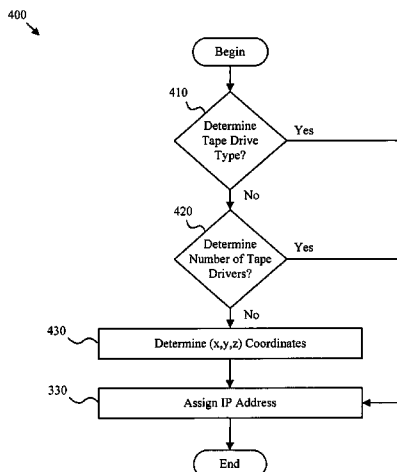 400
Begin
410
Determine
Tape Drive
Type?
Yes
No
420
Determine
Number of Tape
Drivers?
Yes
No
430
Determine (x,y,z) Coordinates
330
Assign IP Address
End